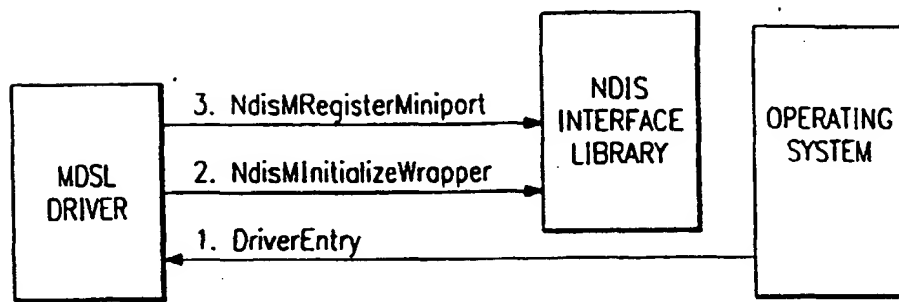 3. NdisMRegisterMiniport
NDIS
INTERFACE
LIBRARY
OPERATING
SYSTEM
MDSL
DRIVER
2. NdisMInitializeWrapper
1. DriverEntry